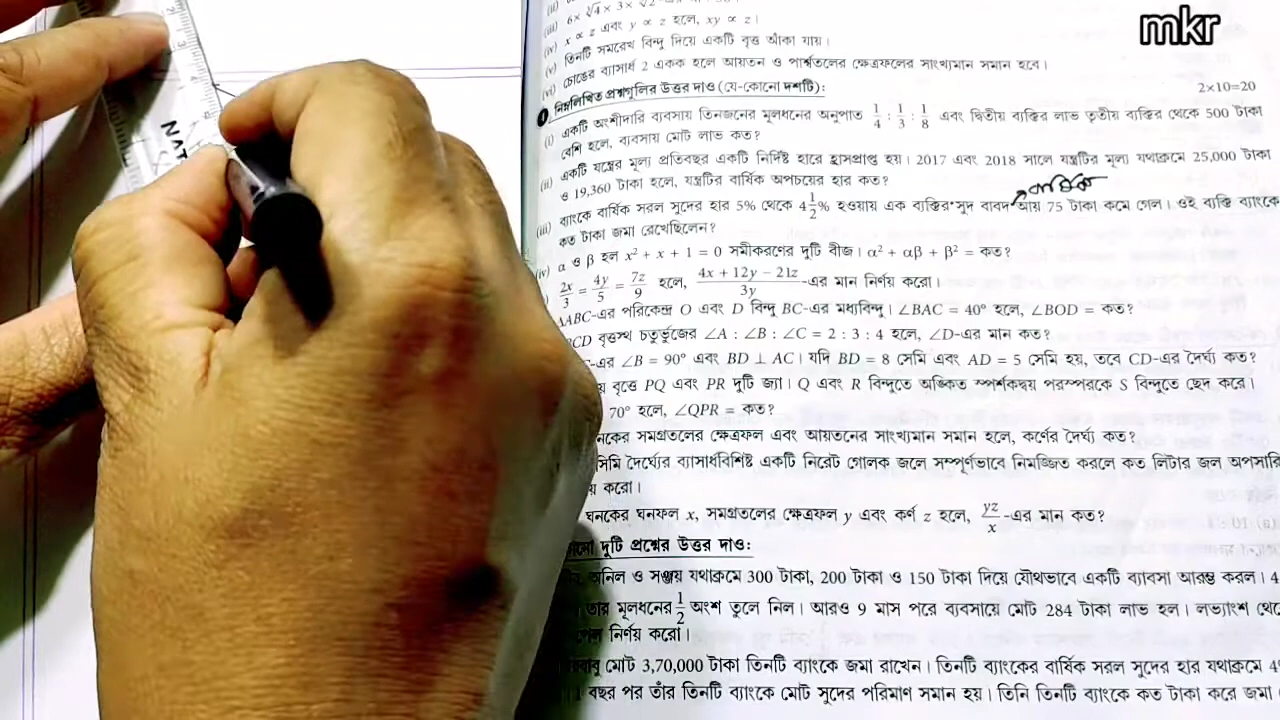 mkr
(iii) 6× ∛4 × 3×
(iv) x ∝ z এবং y ∝ z হলে, xy ∝ z।
(v) তিনটি সমরেখ বিন্দু দিয়ে একটি বৃত্ত আঁকা যায়।
(vi) চোঙের ব্যাসার্ধ 2 একক হলে আয়তন ও পার্শ্বতলের ক্ষেত্রফলের সাংখ্যমান সমান হবে।
নিম্নলিখিত প্রশ্নগুলির উত্তর দাও (যে-কোনো দশটি): 2×10=20
(i) একটি অংশীদারি ব্যবসায় তিনজনের মূলধনের অনুপাত 1/4 : 1/3 : 1/8 এবং দ্বিতীয় ব্যক্তির লাভ তৃতীয় ব্যক্তির থেকে 500 টাকা
বেশি হলে, ব্যবসায় মোট লাভ কত?
(ii) একটি যন্ত্রের মূল্য প্রতিবছর একটি নির্দিষ্ট হারে হ্রাসপ্রাপ্ত হয়। 2017 এবং 2018 সালে যন্ত্রটির মূল্য যথাক্রমে 25,000 টাকা
ও 19,360 টাকা হলে, যন্ত্রটির বার্ষিক অপচয়ের হার কত?
বার্ষিক
(iii) ব্যাংকে বার্ষিক সরল সুদের হার 5% থেকে 4 1/2% হওয়ায় এক ব্যক্তির সুদ বাবদ আয় 75 টাকা কমে গেল। ওই ব্যক্তি ব্যাংকে
কত টাকা জমা রেখেছিলেন?
(iv) α ও β হল x² + x + 1 = 0 সমীকরণের দুটি বীজ। α² + αβ + β² = কত?
2x/3 = 4y/5 = 7z/9 হলে, (4x + 12y − 21z)/3y -এর মান নির্ণয় করো।
ABC-এর পরিকেন্দ্র O এবং D বিন্দু BC-এর মধ্যবিন্দু। ∠BAC = 40° হলে, ∠BOD = কত?
CD বৃত্তস্থ চতুর্ভুজের ∠A : ∠B : ∠C = 2 : 3 : 4 হলে, ∠D-এর মান কত?
-এর ∠B = 90° এবং BD ⊥ AC। যদি BD = 8 সেমি এবং AD = 5 সেমি হয়, তবে CD-এর দৈর্ঘ্য কত?
য় বৃত্তে PQ এবং PR দুটি জ্যা। Q এবং R বিন্দুতে অঙ্কিত স্পর্শকদ্বয় পরস্পরকে S বিন্দুতে ছেদ করে।
70° হলে, ∠QPR = কত?
নকের সমগ্রতলের ক্ষেত্রফল এবং আয়তনের সাংখ্যমান সমান হলে, কর্ণের দৈর্ঘ্য কত?
সিমি দৈর্ঘ্যের ব্যাসার্ধবিশিষ্ট একটি নিরেট গোলক জলে সম্পূর্ণভাবে নিমজ্জিত করলে কত লিটার জল অপসারি
য় করো।
ঘনকের ঘনফল x, সমগ্রতলের ক্ষেত্রফল y এবং কর্ণ z হলে, yz/x -এর মান কত?
দুটি প্রশ্নের উত্তর দাও:
অনিল ও সঞ্জয় যথাক্রমে 300 টাকা, 200 টাকা ও 150 টাকা দিয়ে যৌথভাবে একটি ব্যাবসা আরম্ভ করল। 4
তার মূলধনের 1/2 অংশ তুলে নিল। আরও 9 মাস পরে ব্যবসায়ে মোট 284 টাকা লাভ হল। লভ্যাংশ থে
নির্ণয় করো।
বাবু মোট 3,70,000 টাকা তিনটি ব্যাংকে জমা রাখেন। তিনটি ব্যাংকের বার্ষিক সরল সুদের হার যথাক্রমে 4
বছর পর তাঁর তিনটি ব্যাংকে মোট সুদের পরিমাণ সমান হয়। তিনি তিনটি ব্যাংকে কত টাকা করে জমা